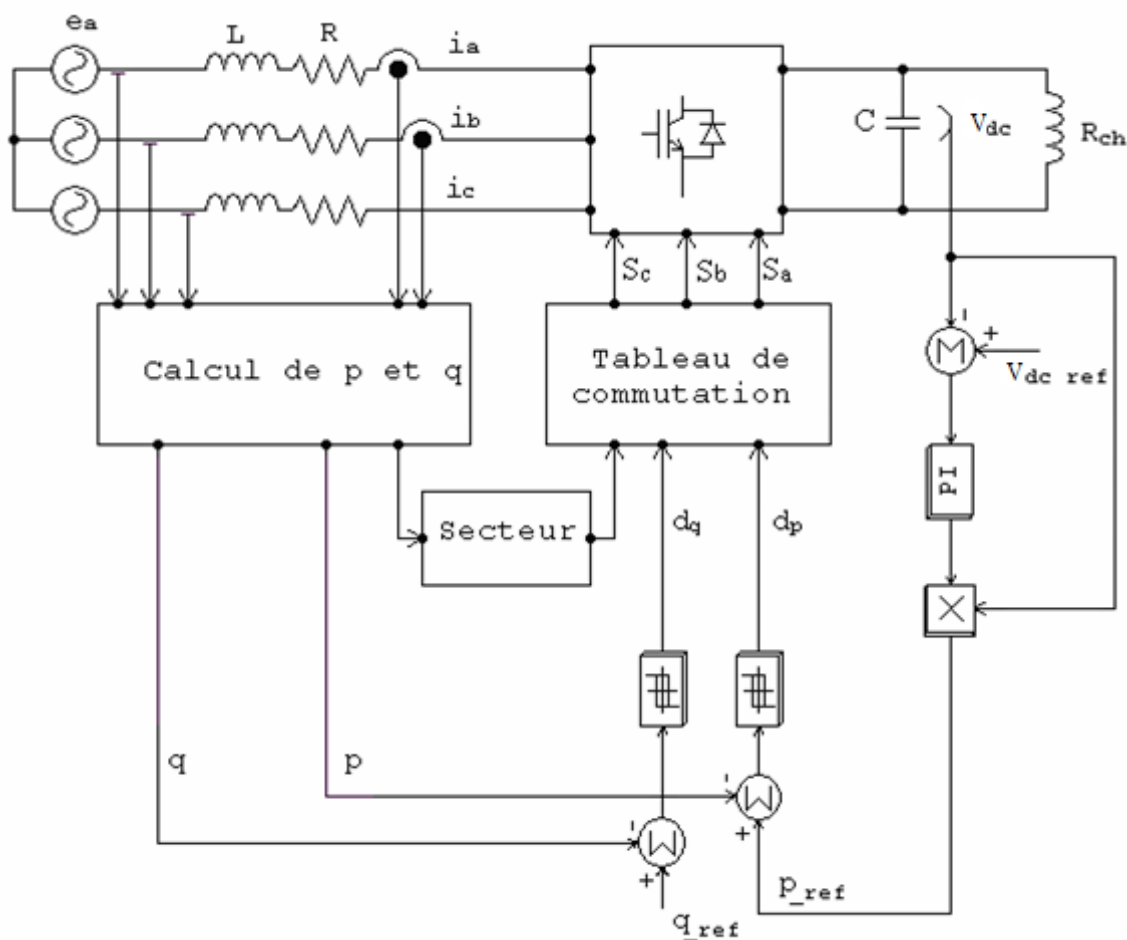 ea
L
R
ia
ib
ic
C
Vdc
Rch
Sc
Sb
Sa
-
+
Calcul de p et q
Tableau de
commutation
Vdc ref
PI
Secteur
dq
dp
X
q
p
-
+
-
+
p_ref
q_ref